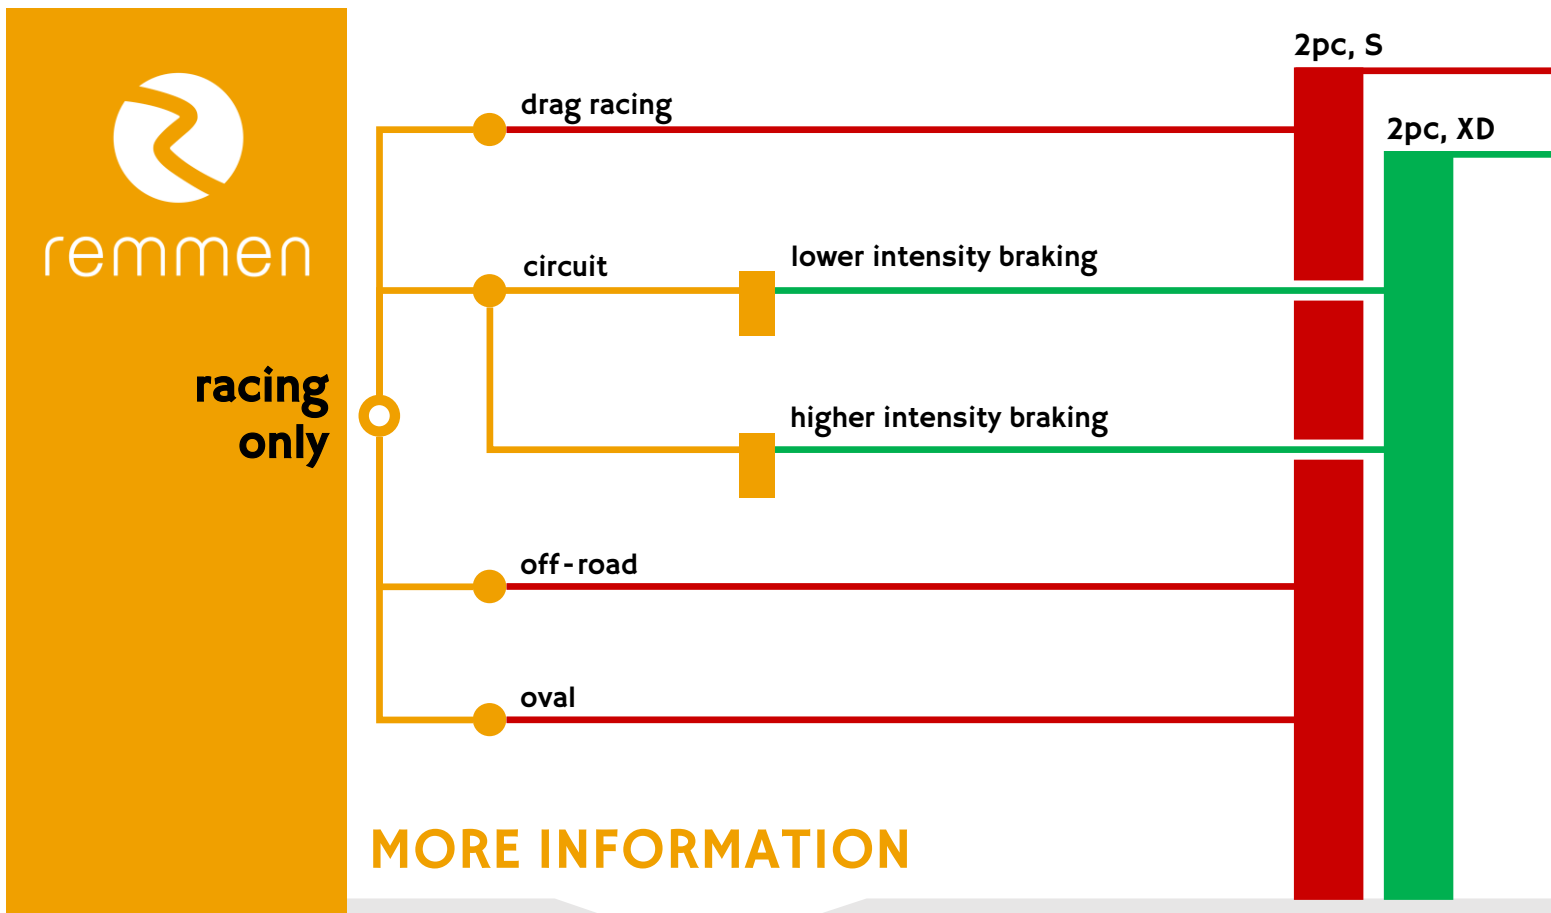 2pc, S
drag racing
2pc, XD
remmen
circuit
lower intensity braking
racing
only
higher intensity braking
off-road
oval
MORE INFORMATION